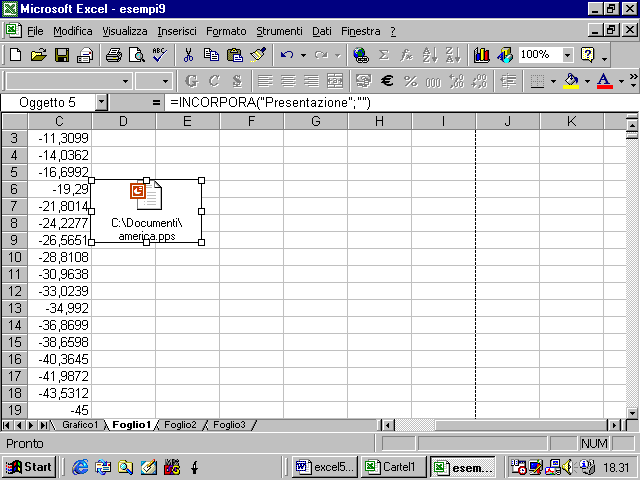 Microsoft Excel - esempi9
File Modifica Visualizza Inserisci Formato Strumenti Dati Finestra ?
100%
G C S
€ % 000
Oggetto 5 = =INCORPORA("Presentazione";"")
C D E F G H I J K
3 -11,3099
4 -14,0362
5 -16,6992
6 -19,29
7 -21,8014
8 -24,2277
9 -26,5651
10 -28,8108
11 -30,9638
12 -33,0239
13 -34,992
14 -36,8699
15 -38,6598
16 -40,3645
17 -41,9872
18 -43,5312
19 -45
C:\Documenti\
america.pps
Grafico1 Foglio1 Foglio2 Foglio3
Pronto NUM
Start excel5... Cartel1 esem... 18.31